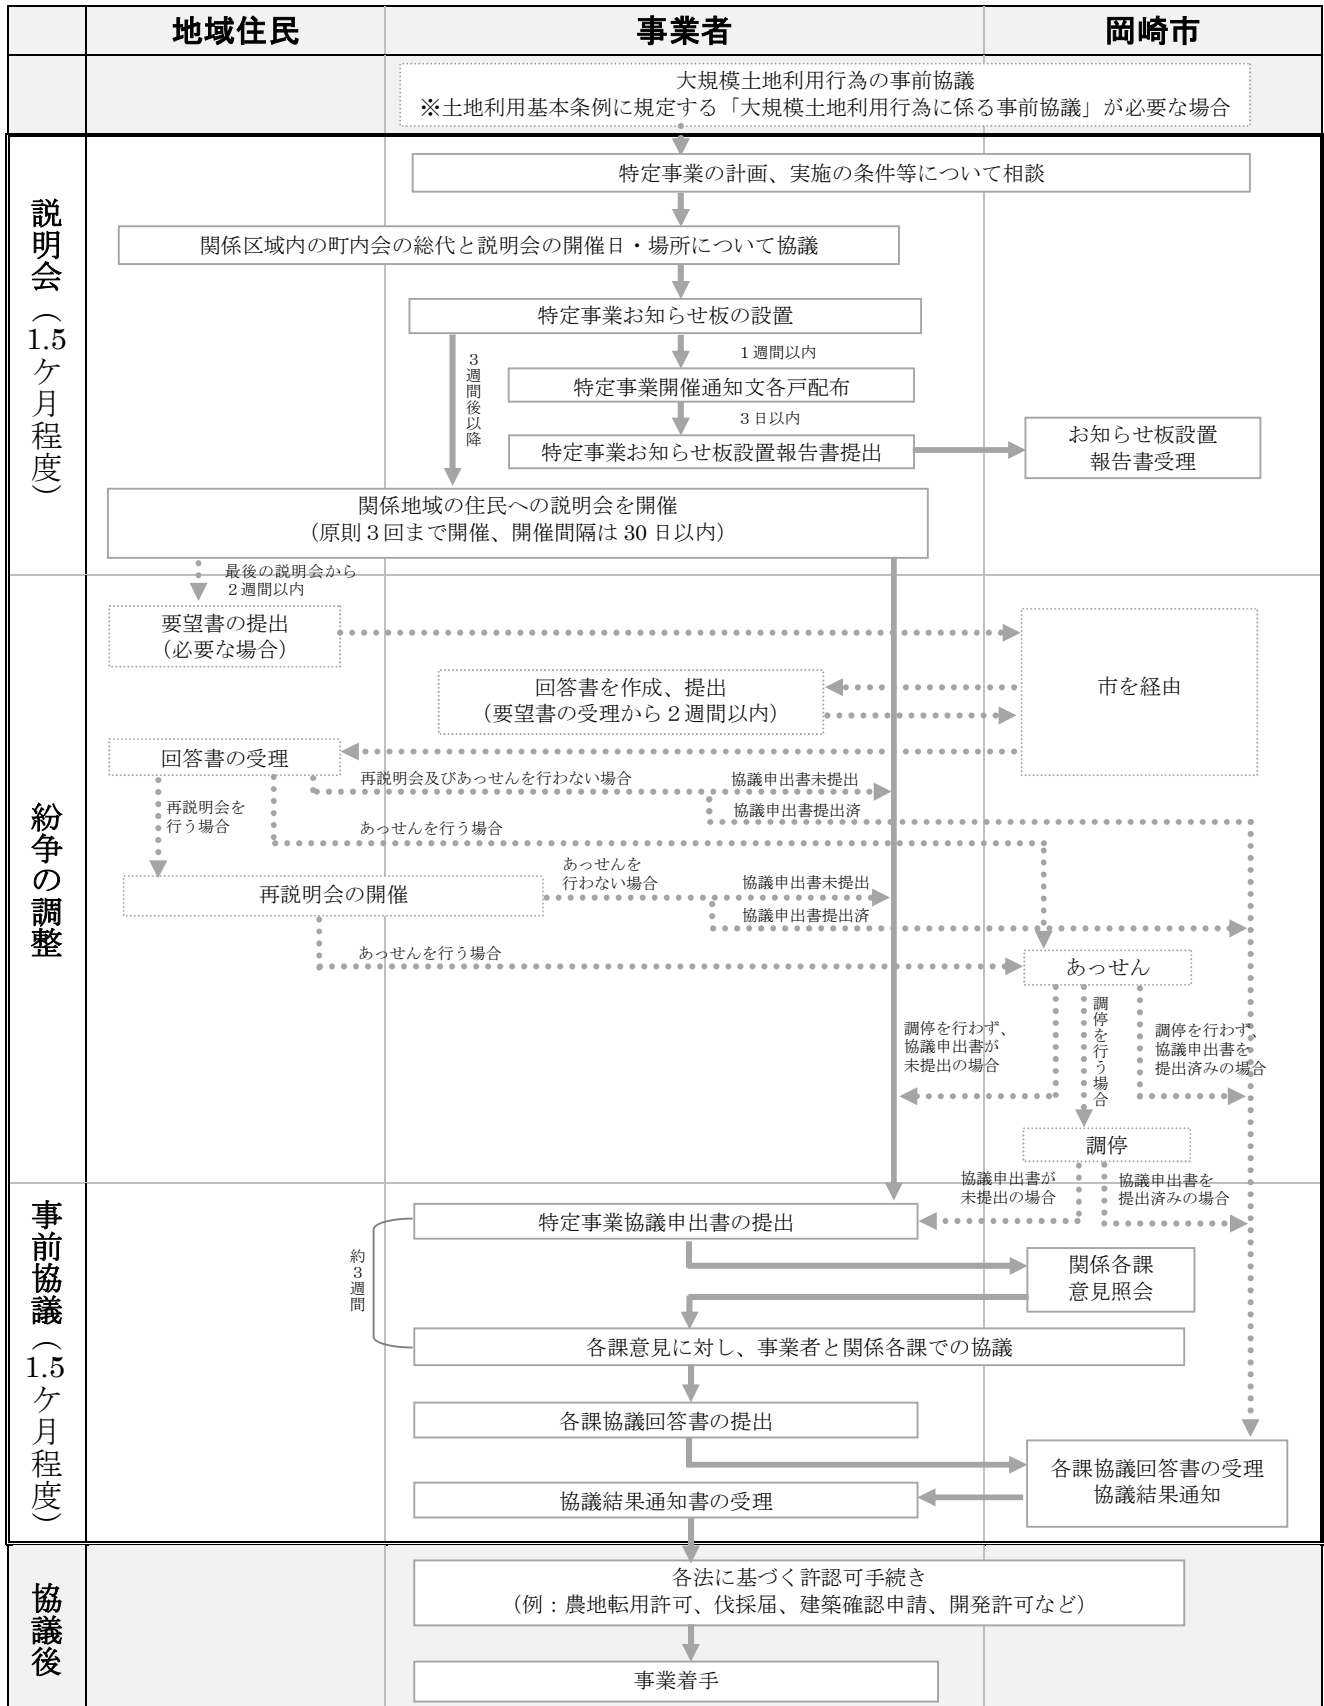 地域住民
事業者
岡崎市
大規模土地利用行為の事前協議
※土地利用基本条例に規定する「大規模土地利用行為に係る事前協議」が必要な場合
説明会（1.5ケ月程度）
特定事業の計画、実施の条件等について相談
関係区域内の町内会の総代と説明会の開催日・場所について協議
特定事業お知らせ板の設置
３週間後以降
１週間以内
特定事業開催通知文各戸配布
３日以内
特定事業お知らせ板設置報告書提出
お知らせ板設置
報告書受理
関係地域の住民への説明会を開催
（原則３回まで開催、開催間隔は 30 日以内）
紛争の調整
最後の説明会から
２週間以内
要望書の提出
（必要な場合）
市を経由
回答書を作成、提出
（要望書の受理から２週間以内）
回答書の受理
再説明会及びあっせんを行わない場合
協議申出書未提出
協議申出書提出済
再説明会を
行う場合
あっせんを行う場合
再説明会の開催
あっせんを
行わない場合
協議申出書未提出
協議申出書提出済
あっせんを行う場合
あっせん
調停を行わず、
協議申出書が
未提出の場合
調停を行う場合
調停を行わず、
協議申出書を
提出済みの場合
調停
協議申出書が
未提出の場合
協議申出書を
提出済みの場合
事前協議（1.5ケ月程度）
特定事業協議申出書の提出
約３週間
関係各課
意見照会
各課意見に対し、事業者と関係各課での協議
各課協議回答書の提出
各課協議回答書の受理
協議結果通知
協議結果通知書の受理
協議後
各法に基づく許認可手続き
（例：農地転用許可、伐採届、建築確認申請、開発許可など）
事業着手